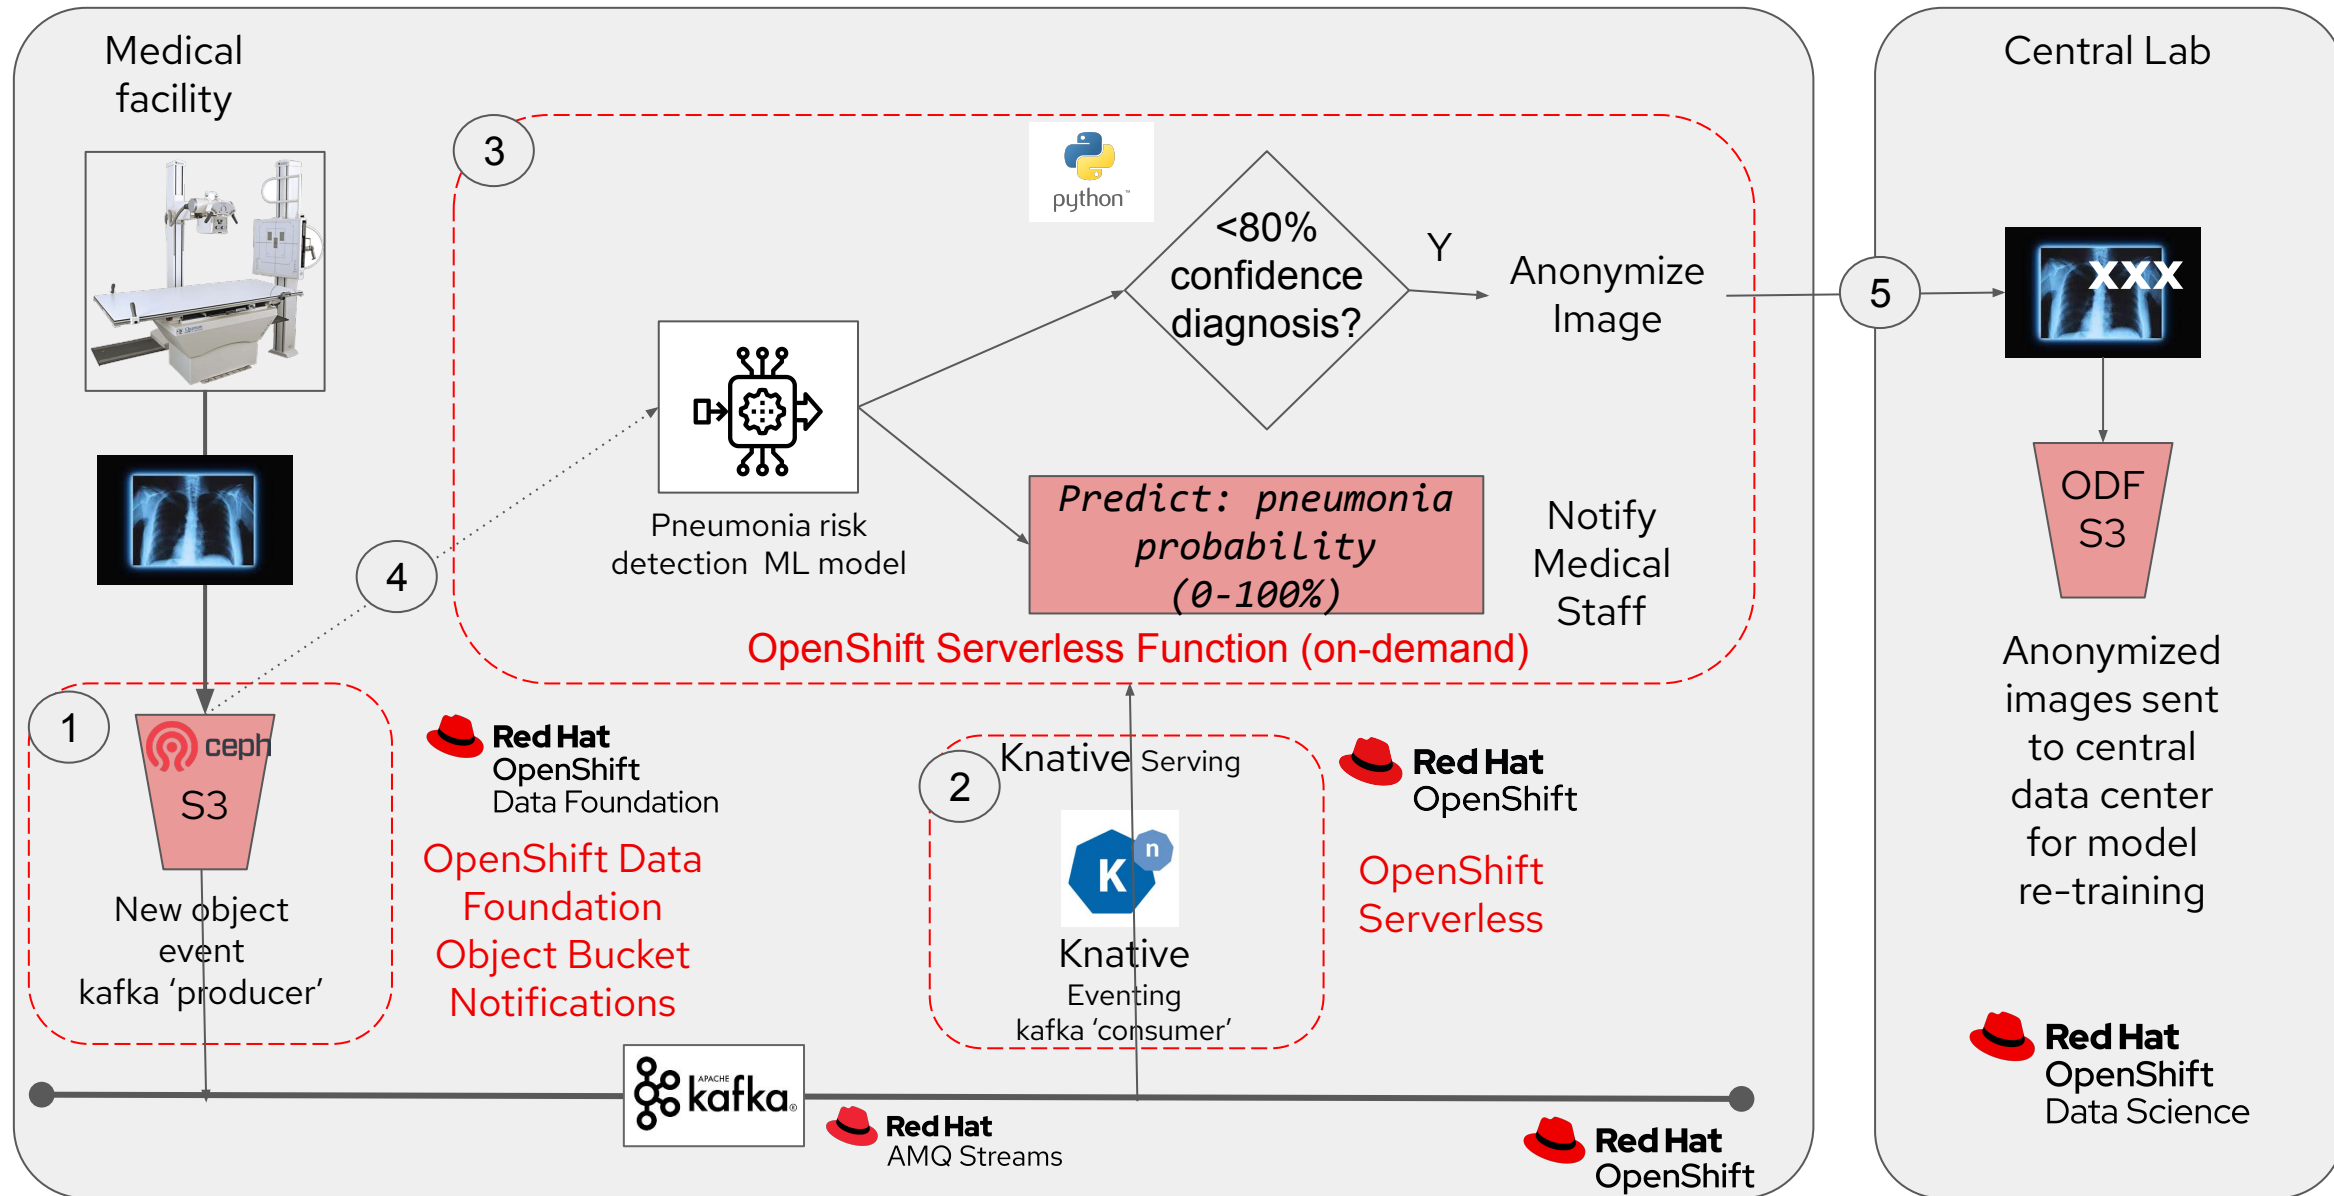 Medical
facility
3
python™
<80%
confidence
diagnosis?
Y
Anonymize
Image
5
Central Lab
xxx
Pneumonia risk
detection ML model
Predict: pneumonia
probability
(0-100%)
Notify
Medical
Staff
OpenShift Serverless Function (on-demand)
4
1
ceph
S3
New object
event
kafka ‘producer’
Red Hat
OpenShift
Data Foundation
OpenShift Data
Foundation
Object Bucket
Notifications
2
Knative Serving
K
n
Knative
Eventing
kafka ‘consumer’
Red Hat
OpenShift
OpenShift
Serverless
APACHE
kafka®
Red Hat
AMQ Streams
Red Hat
OpenShift
ODF
S3
Anonymized
images sent
to central
data center
for model
re-training
Red Hat
OpenShift
Data Science